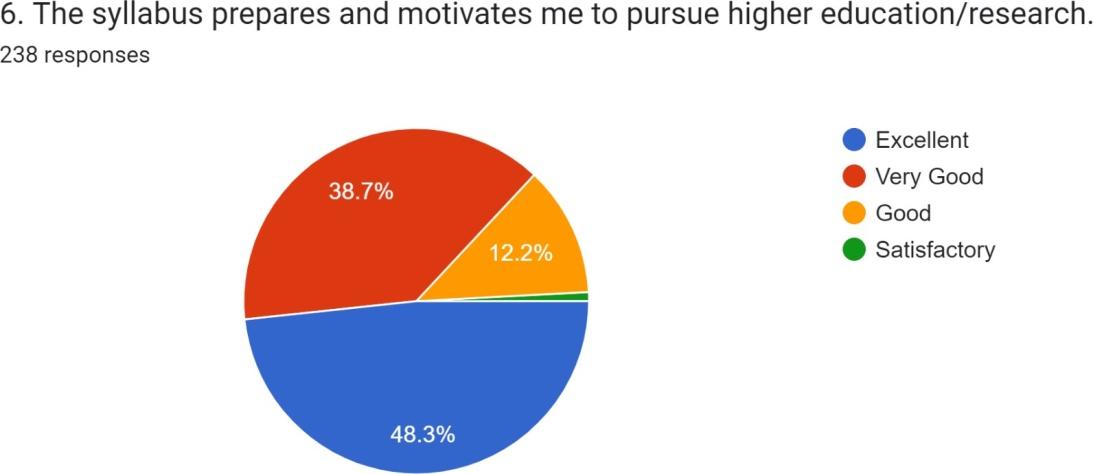 6. The syllabus prepares and motivates me to pursue higher education/research.
238 responses
38.7%
12.2%
48.3%
Excellent
Very Good
Good
Satisfactory